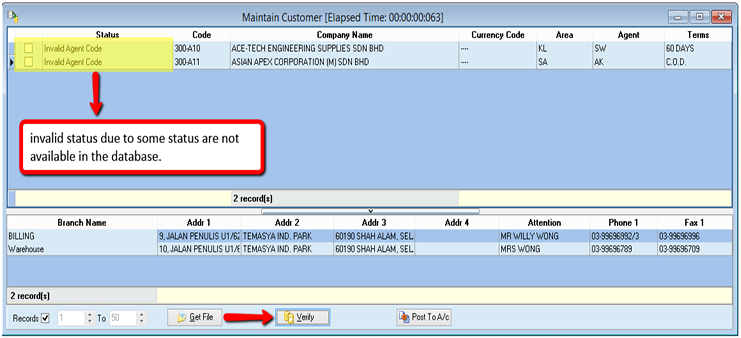 Maintain Customer [Elapsed Time: 00:00:00:063]
Status Code Company Name Currency Code Area Agent Terms
Invalid Agent Code 300-A10 ACE-TECH ENGINEERING SUPPLIES SDN BHD ---- KL SW 60 DAYS
Invalid Agent Code 300-A11 ASIAN APEX CORPORATION (M) SDN BHD ---- SA AK C.O.D.
invalid status due to some status are not
available in the database.
2 record(s)
Branch Name Addr 1 Addr 2 Addr 3 Addr 4 Attention Phone 1 Fax 1
BILLING 9, JALAN PENULIS U1/62 TEMASYA IND. PARK 60190 SHAH ALAM, SEL MR WILLY WONG 03-99696992/3 03-99696996
Warehouse 10, JALAN PENULIS U1/6 TEMASYA IND. PARK 60190 SHAH ALAM, SEL MRS WONG 03-99696789 03-99696709
2 record(s)
Records 1 To 50 Get File Verify Post To A/c